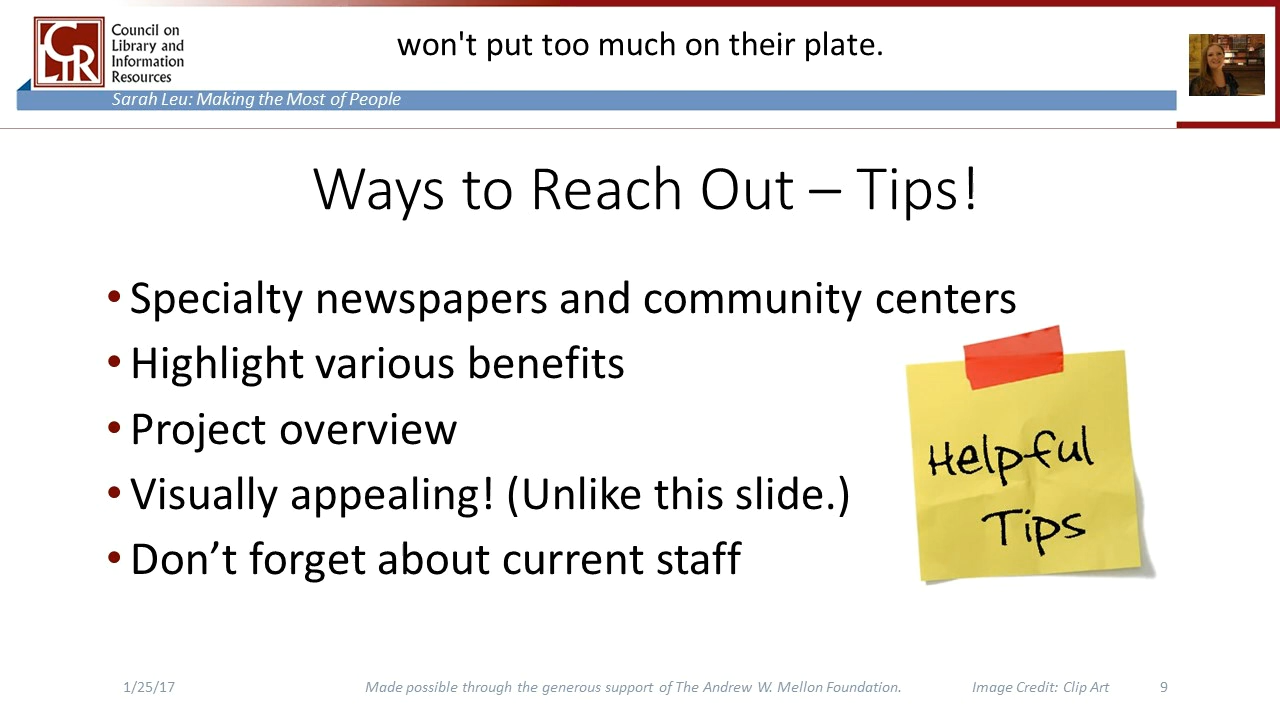 Council on
Library and
Information
Resources
CLIR
won't put too much on their plate.
Sarah Leu: Making the Most of People
Ways to Reach Out – Tips!
• Specialty newspapers and community centers
• Highlight various benefits
• Project overview
• Visually appealing! (Unlike this slide.)
• Don’t forget about current staff
Helpful
Tips
1/25/17
Made possible through the generous support of The Andrew W. Mellon Foundation.
Image Credit: Clip Art
9